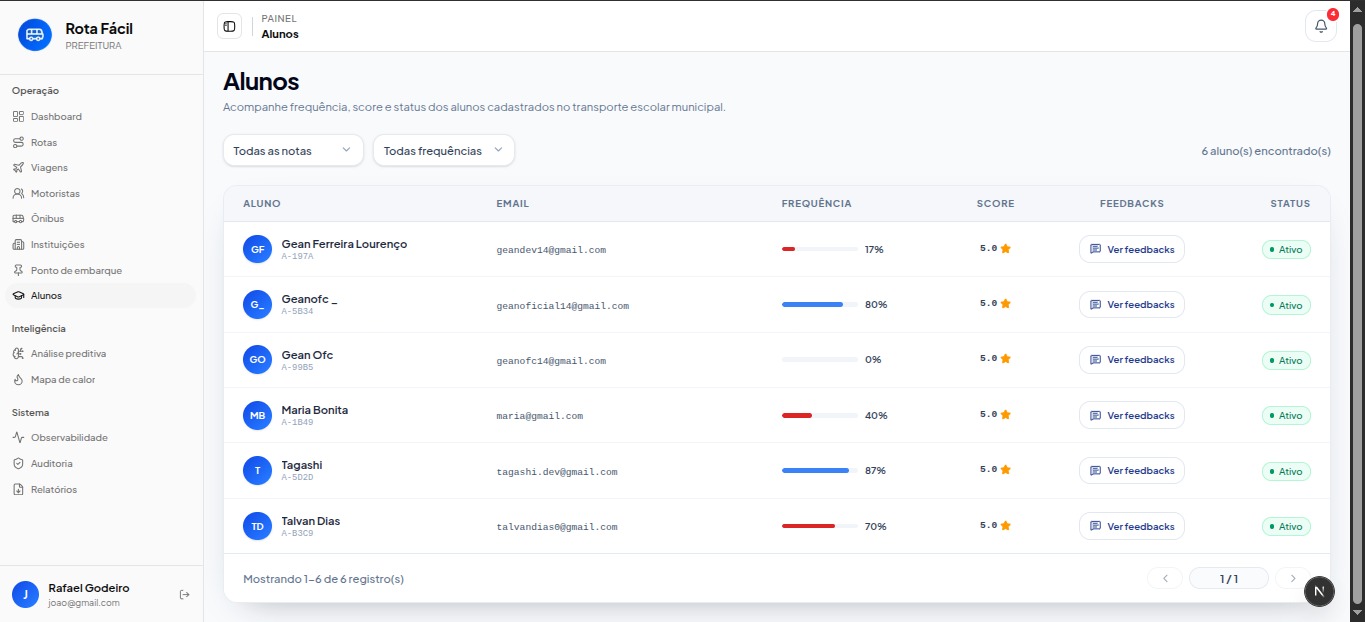 Rota Fácil
PREFEITURA
Operação
Dashboard
Rotas
Viagens
Motoristas
Ônibus
Instituições
Ponto de embarque
Alunos
Inteligência
Análise preditiva
Mapa de calor
Sistema
Observabilidade
Auditoria
Relatórios
J
Rafael Godeiro
joao@gmail.com
PAINEL
Alunos
4
Alunos
Acompanhe frequência, score e status dos alunos cadastrados no transporte escolar municipal.
Todas as notas Todas frequências 6 aluno(s) encontrado(s)
ALUNO EMAIL FREQUÊNCIA SCORE FEEDBACKS STATUS
GF Gean Ferreira Lourenço geandev14@gmail.com 17% 5.0 Ver feedbacks Ativo
A-197A
G_ Geanofc _ geanoficial14@gmail.com 80% 5.0 Ver feedbacks Ativo
A-5B34
GO Gean Ofc geanofc14@gmail.com 0% 5.0 Ver feedbacks Ativo
A-99B5
MB Maria Bonita maria@gmail.com 40% 5.0 Ver feedbacks Ativo
A-1B49
T Tagashi tagashi.dev@gmail.com 87% 5.0 Ver feedbacks Ativo
A-5D2D
TD Talvan Dias talvandias0@gmail.com 70% 5.0 Ver feedbacks Ativo
A-B3C9
Mostrando 1–6 de 6 registro(s) 1 / 1
N